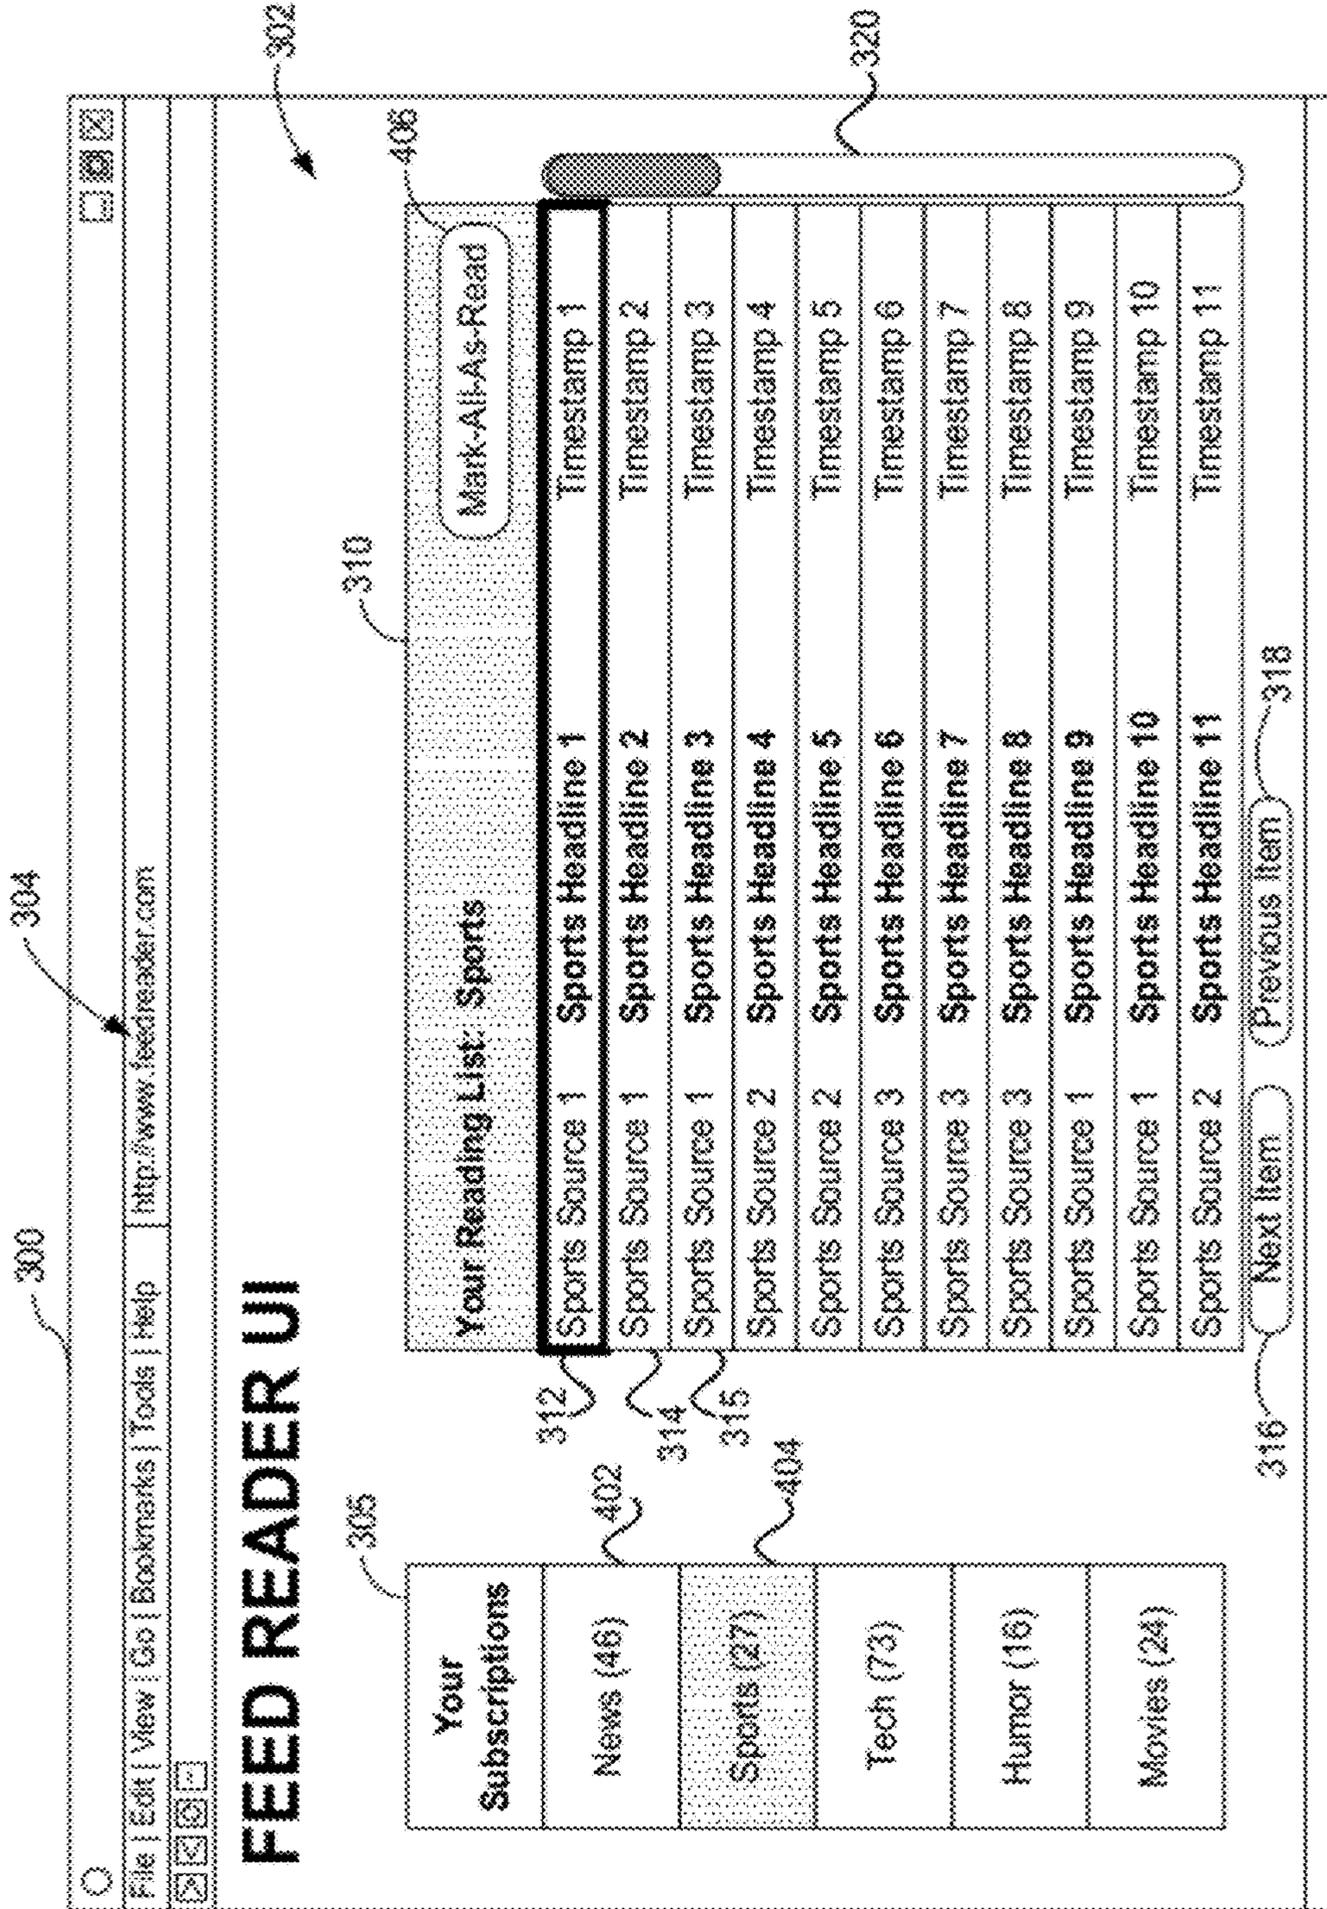 300
304
302
File | Edit | View | Go | Bookmarks | Tools | Help | http://www.feedreader.com
FEED READER UI
305
310
406
Your
Subscriptions
News (46)
Sports (27)
Tech (73)
Humor (16)
Movies (24)
402
404
Your Reading List: Sports
Mark-All-As-Read
312
314
315
Sports Source 1 Sports Headline 1 Timestamp 1
Sports Source 1 Sports Headline 2 Timestamp 2
Sports Source 1 Sports Headline 3 Timestamp 3
Sports Source 2 Sports Headline 4 Timestamp 4
Sports Source 2 Sports Headline 5 Timestamp 5
Sports Source 3 Sports Headline 6 Timestamp 6
Sports Source 3 Sports Headline 7 Timestamp 7
Sports Source 3 Sports Headline 8 Timestamp 8
Sports Source 1 Sports Headline 9 Timestamp 9
Sports Source 1 Sports Headline 10 Timestamp 10
Sports Source 2 Sports Headline 11 Timestamp 11
320
316
Next Item
Previous Item
318